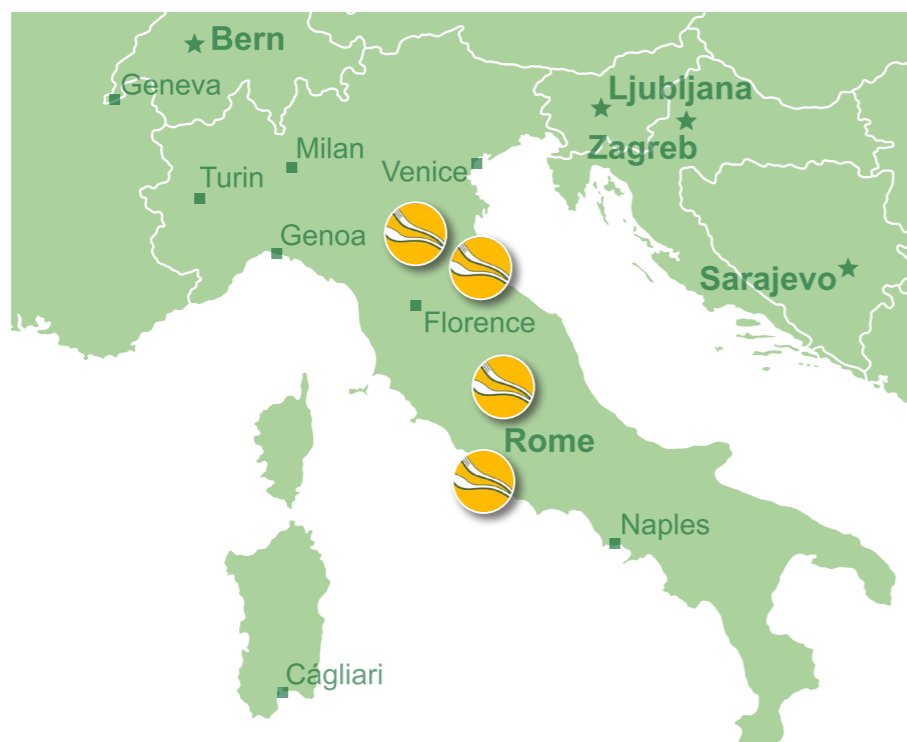 Bern
Geneva
Ljubljana
Zagreb
Milan
Venice
Turin
Genoa
Sarajevo
Florence
Rome
Naples
Cágliari